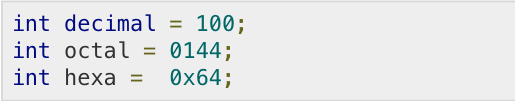 int decimal = 100;
int octal = 0144;
int hexa =  0x64;